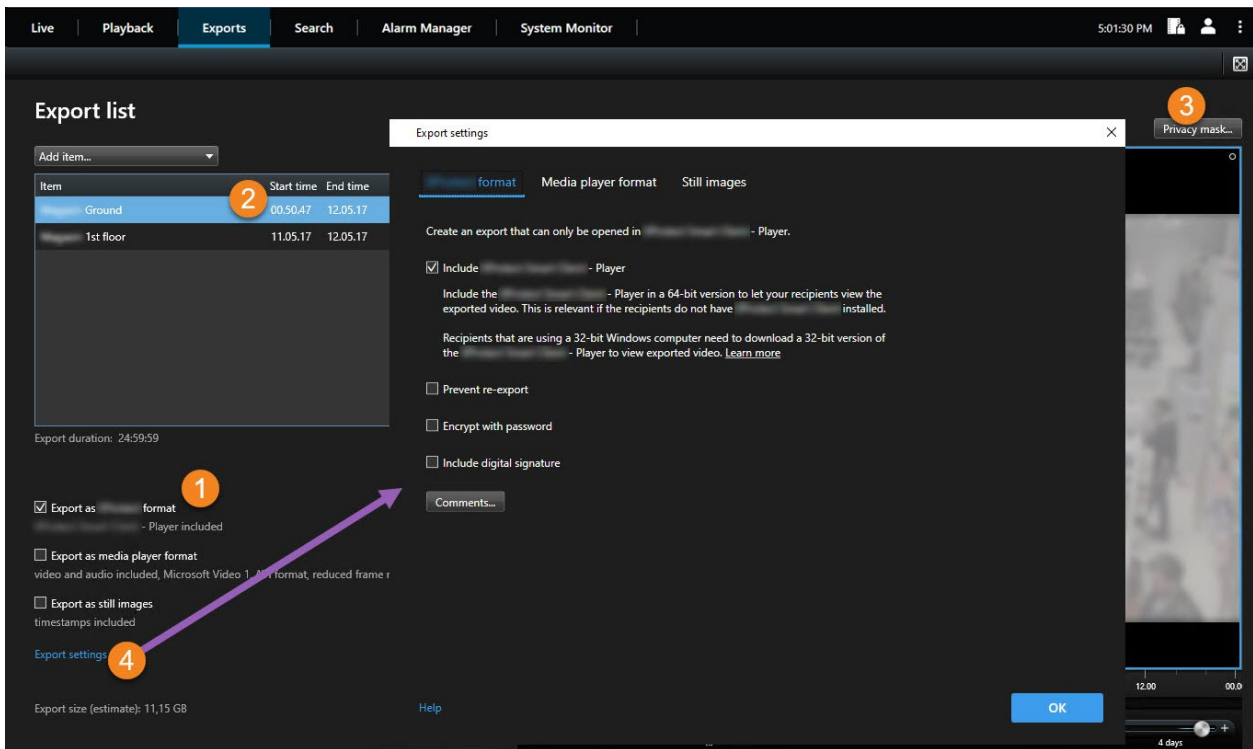 Live Playback Exports Search Alarm Manager System Monitor 5:01:30 PM
Export list
3
Privacy mask...
Export settings
Add item...
Item Start time End time
2
Ground 00.50.47 12.05.17
1st floor 11.05.17 12.05.17
Export duration: 24:59:59
1
Export as format
- Player included
Export as media player format
video and audio included, Microsoft Video 1, AVI format, reduced frame r
Export as still images
timestamps included
Export settings
4
Export size (estimate): 11,15 GB
format Media player format Still images
Create an export that can only be opened in - Player.
Include - Player
Include the - Player in a 64-bit version to let your recipients view the
exported video. This is relevant if the recipients do not have installed.
Recipients that are using a 32-bit Windows computer need to download a 32-bit version of
the - Player to view exported video. Learn more
Prevent re-export
Encrypt with password
Include digital signature
Comments...
Help
OK
12.00 00.0
4 days